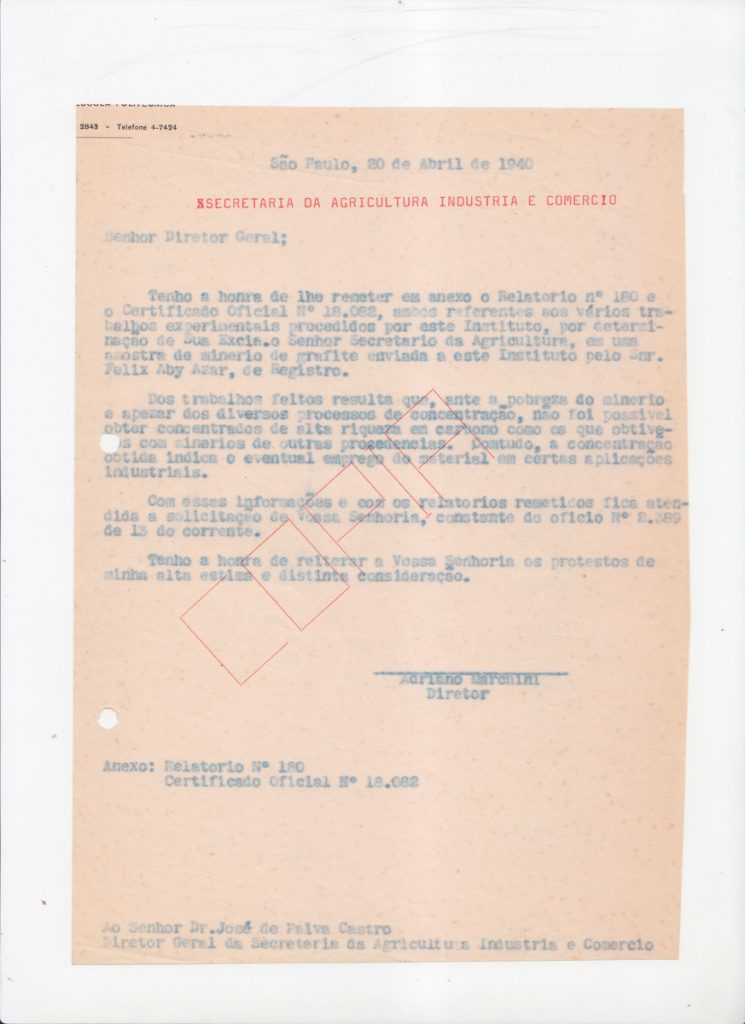 ESCOLA POLITECNICA
2843 - Telefone 4-7424
São Paulo, 20 de Abril de 1940
SECRETARIA DA AGRICULTURA INDUSTRIA E COMERCIO
Senhor Diretor Geral;
Tenho a honra de lhe remeter em anexo o Relatorio nº 180 e
o Certificado Oficial Nº 18.082, ambos referentes aos vários tra-
balhos experimentais procedidos por este Instituto, por determi-
nação de Sua Excia.o Senhor Secretario da Agricultura, em uma
amostra de minerio de grafite enviada a este Instituto pelo Snr.
Felix Aby Azar, de Registro.
Dos trabalhos feitos resulta que, ante a pobreza do minerio
e apezar dos diversos processos de concentração, não foi possivel
obter concentrados de alta riqueza em carbono como os que obtive-
os com minerios de outras procedencias. Comtudo, a concentração
obtida indica o eventual emprego do material em certas aplicações
industriais.
Com essas informações e com os relatorios remetidos fica aten-
dida a solicitação de Vossa Senhoria, constante do oficio Nº 2.389
de 13 do corrente.
Tenho a honra de reiterar a Vossa Senhoria os protestos de
minha alta estima e distinta consideração.
Adriano Marchini
Diretor
Anexo: Relatorio Nº 180
Certificado Oficial Nº 18.082
Ao Senhor Dr.José de Paiva Castro
Diretor Geral da Secretaria da Agricultura Industria e Comercio